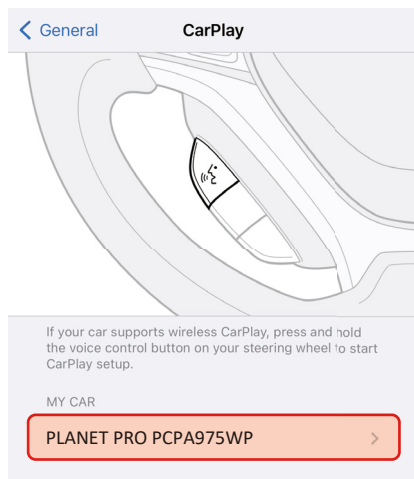 General
CarPlay
If your car supports wireless CarPlay, press and hold
the voice control button on your steering wheel to start
CarPlay setup.
MY CAR
PLANET PRO PCPA975WP